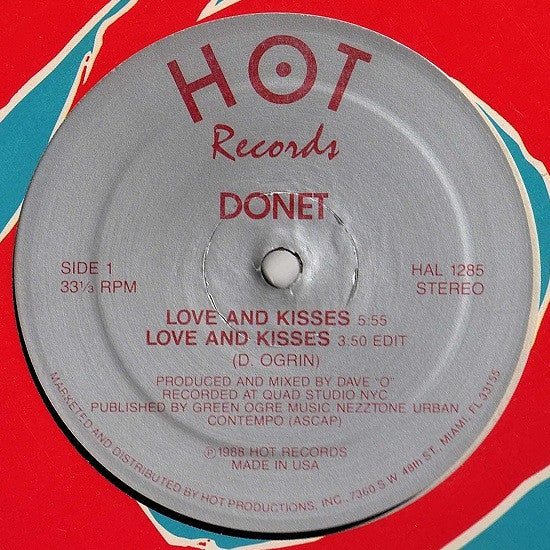 HOT
Records
DONET
SIDE 1
33⅓ RPM
HAL 1285
STEREO
LOVE AND KISSES 5:55
LOVE AND KISSES 3:50 EDIT
(D. OGRIN)
PRODUCED AND MIXED BY DAVE "O"
RECORDED AT QUAD STUDIO NYC
PUBLISHED BY GREEN OGRE MUSIC NEZZTONE URBAN
CONTEMPO (ASCAP)
Ⓟ1988 HOT RECORDS
MADE IN USA
MARKETED AND DISTRIBUTED BY HOT PRODUCTIONS, INC. 7360 S.W 48th ST, MIAMI, FL 33155